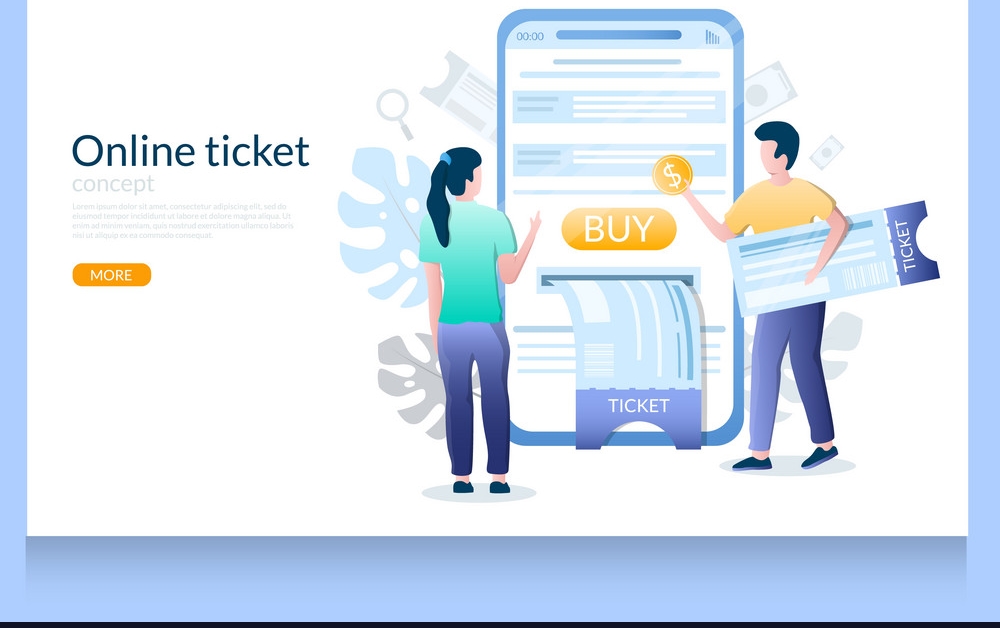 Online ticket
concept
Lorem ipsum dolor sit amet, consectetur adipiscing elit, sed do
eiusmod tempor incididunt ut labore et dolore magna aliqua. Ut
enim ad minim veniam, quis nostrud exercitation ullamco laboris
nisi ut aliquip ex ea commodo consequat.
MORE
00:00
$
BUY
TICKET
TICKET